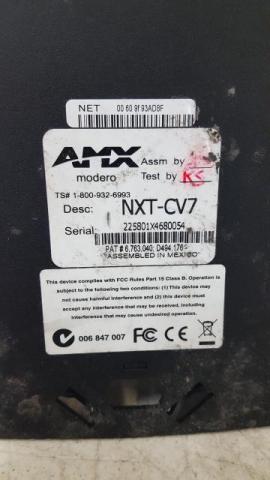 NET 00 60 9f 93AD8F
AMX
modero
Assm by
Test by KS
TS# 1-800-932-6993
Desc: NXT-CV7
Serial: 225801X4680054
PAT # 6,763,040; D494,176
ASSEMBLED IN MEXICO
This device complies with FCC Rules Part 15 Class B. Operation is
subject to the following two conditions: (1) This device may
not cause harmful interference and (2) this device must
accept any interference that may be received, including
interference that may cause undesired operation.
006 847 007 FC CE